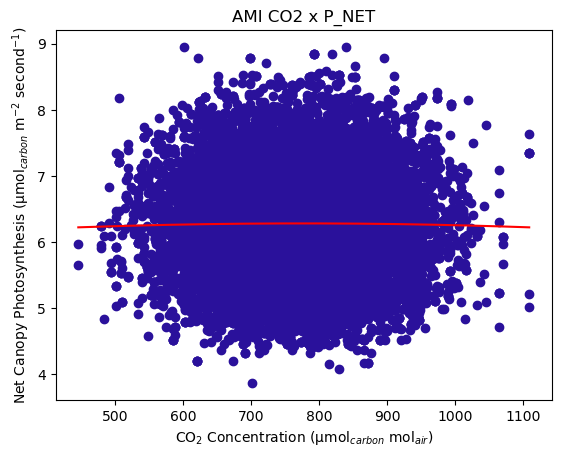 AMI CO2 x P_NET
Net Canopy Photosynthesis (μmol_carbon m^−2 second^−1)
9
8
7
6
5
4
500 600 700 800 900 1000 1100
CO₂ Concentration (μmol_carbon mol_air)